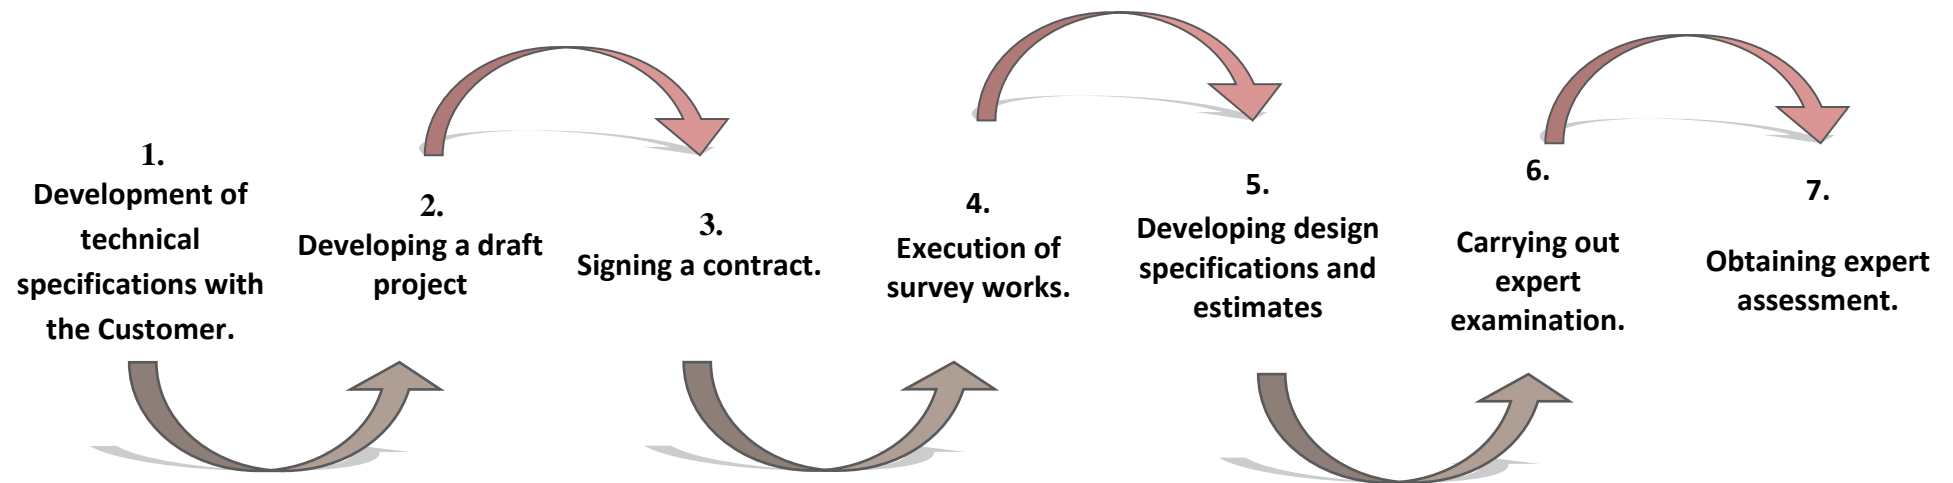 1.
Development of
technical
specifications with
the Customer.
2.
Developing a draft
project
3.
Signing a contract.
4.
Execution of
survey works.
5.
Developing design
specifications and
estimates
6.
Carrying out
expert
examination.
7.
Obtaining expert
assessment.